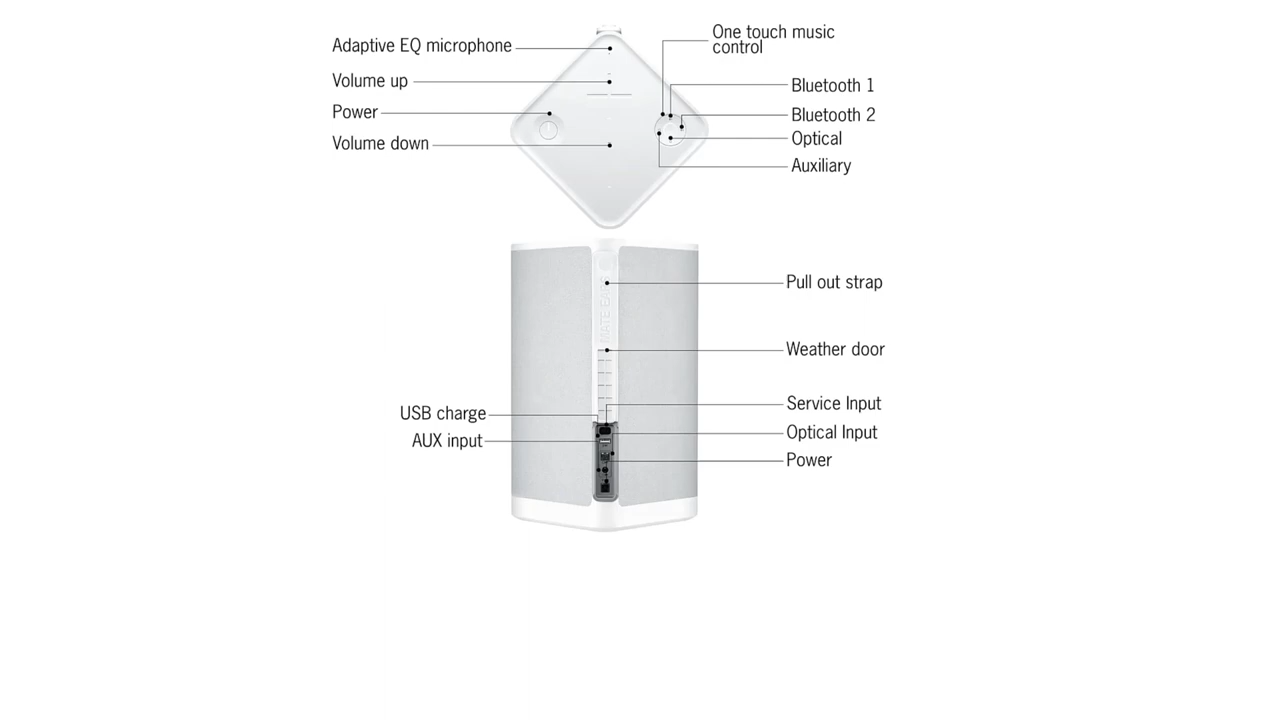 Adaptive EQ microphone
Volume up
Power
Volume down
One touch music
control
Bluetooth 1
Bluetooth 2
Optical
Auxiliary
Pull out strap
Weather door
USB charge
AUX input
Service Input
Optical Input
Power